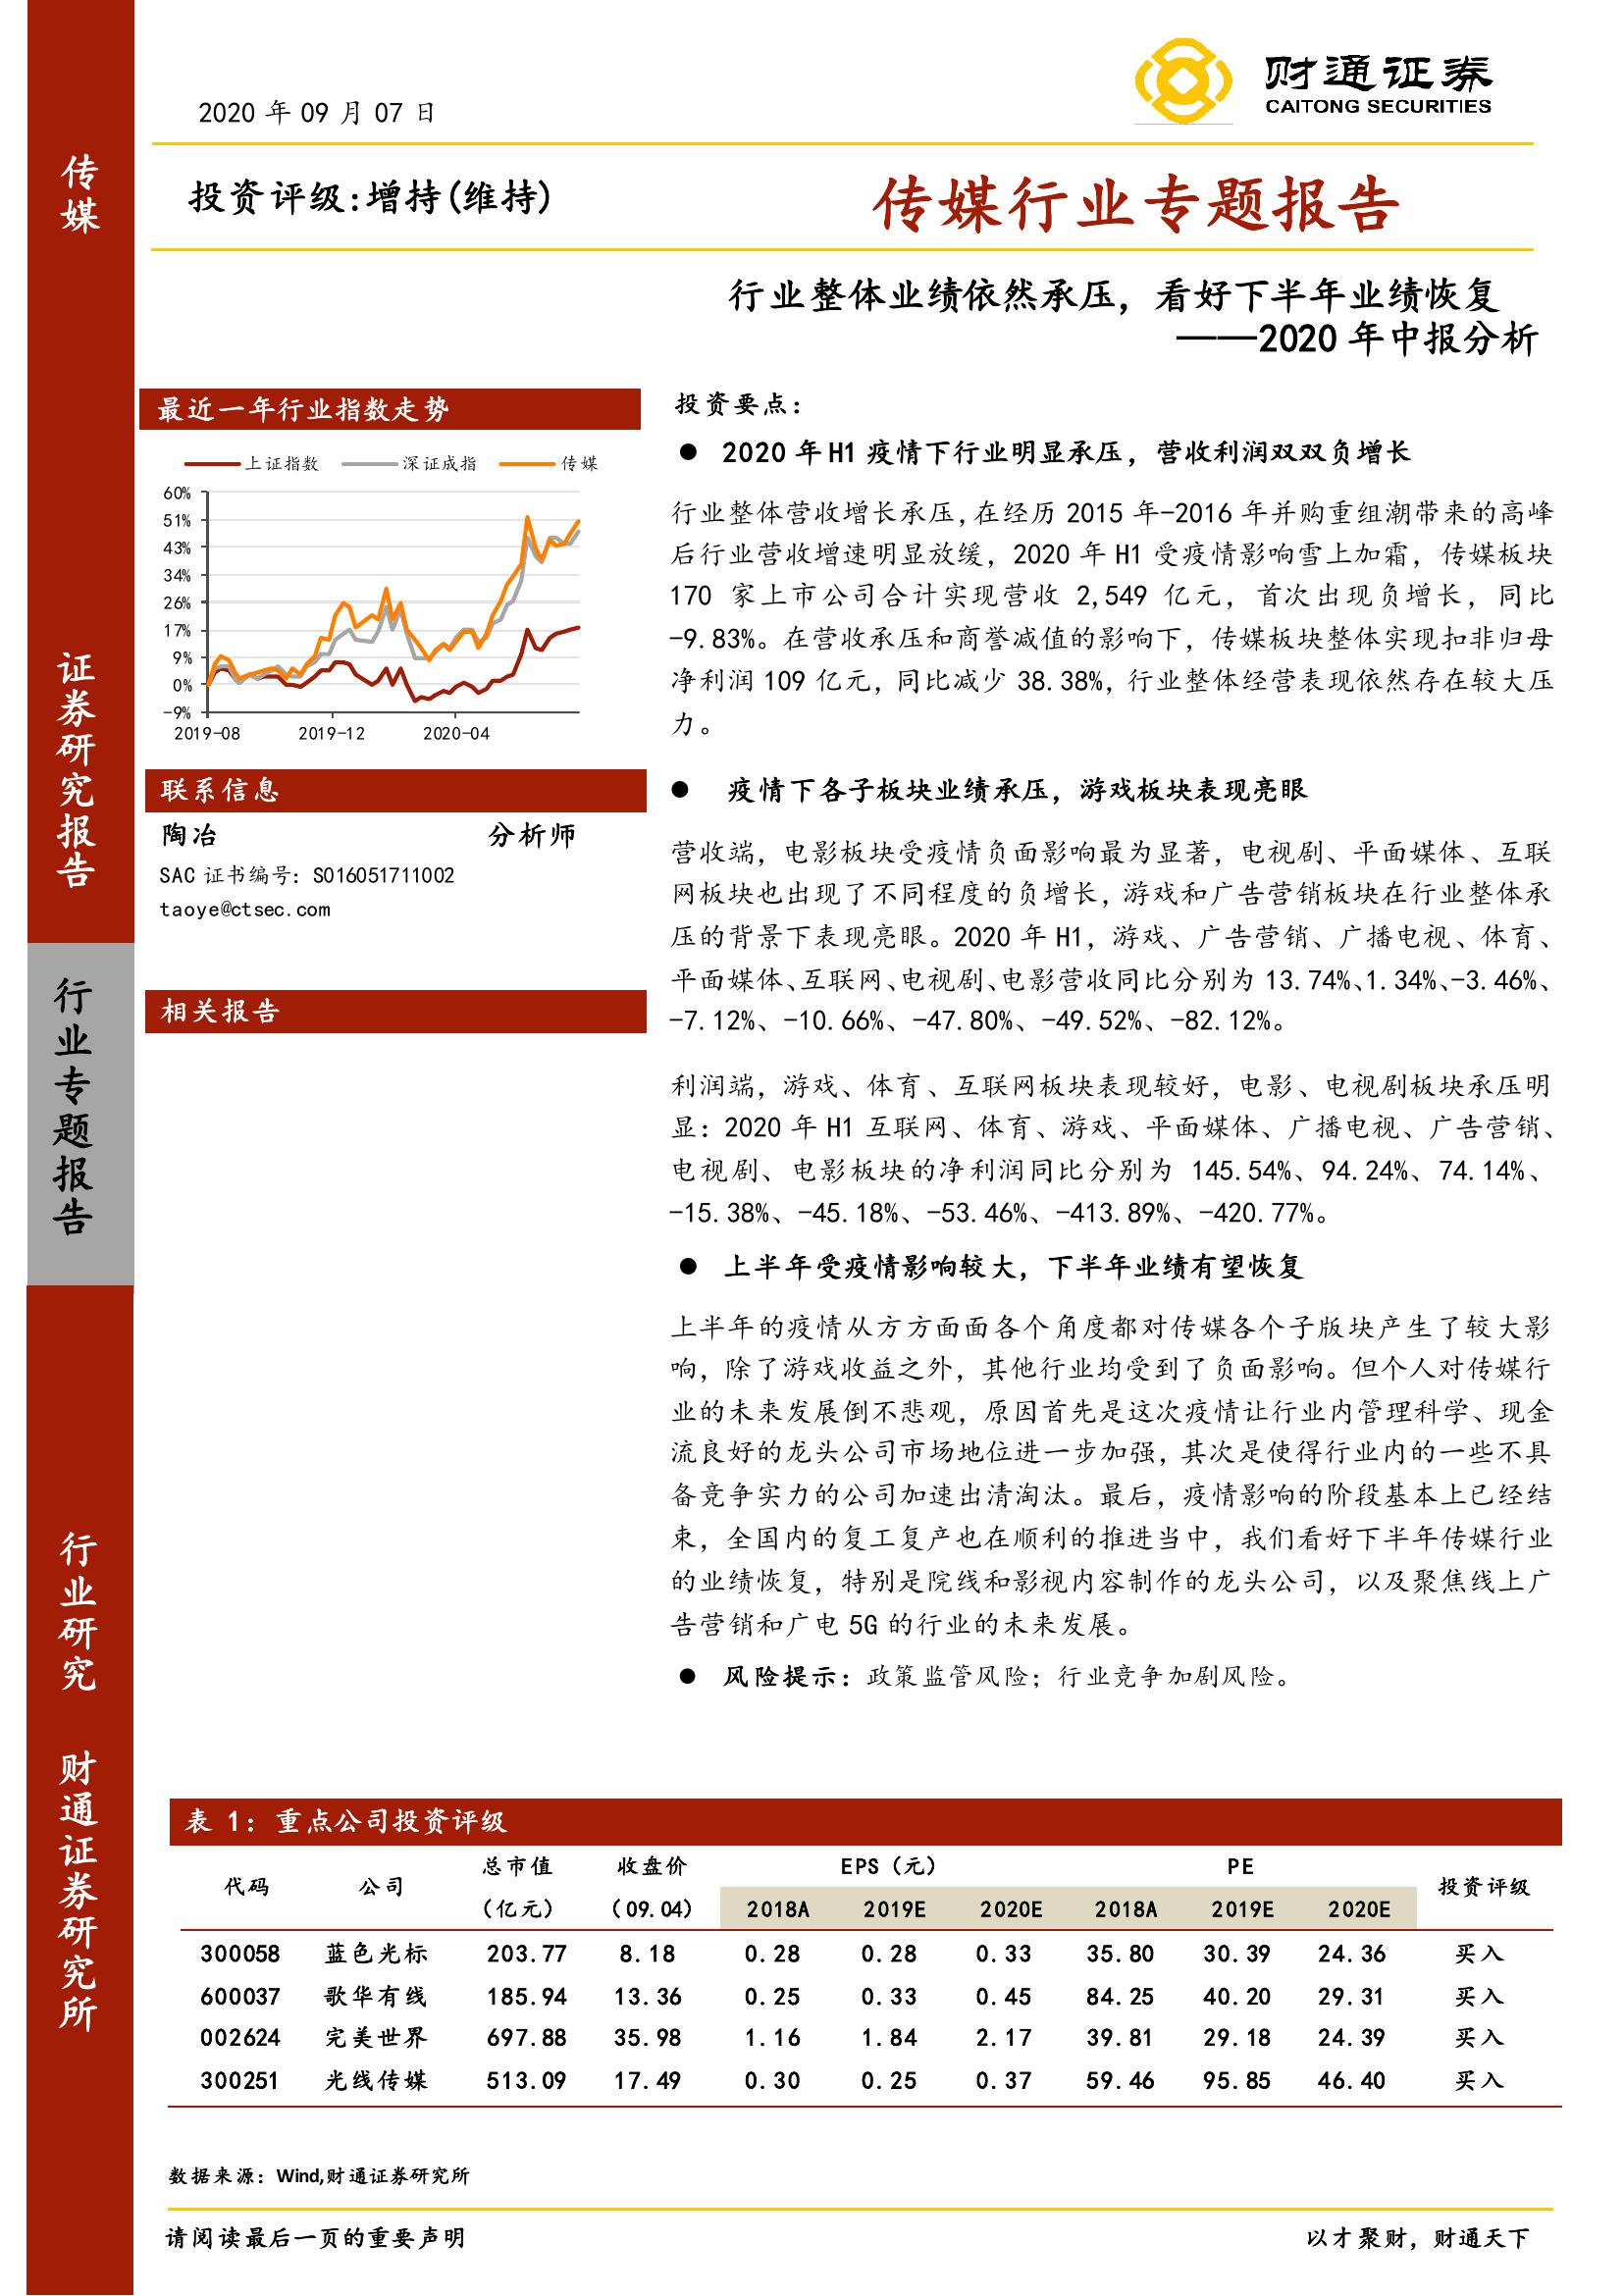 财通证券
CAITONG SECURITIES
2020 年 09 月 07 日
投资评级:增持(维持)
传媒行业专题报告
行业整体业绩依然承压，看好下半年业绩恢复
——2020 年中报分析
传媒
证券研究报告
行业专题报告
行业研究
财通证券研究所
最近一年行业指数走势
上证指数 深证成指 传媒
60%
51%
43%
34%
26%
17%
9%
0%
-9%
2019-08 2019-12 2020-04
联系信息
陶冶 分析师
SAC 证书编号：S016051711002
taoye@ctsec.com
相关报告
投资要点：
● 2020 年 H1 疫情下行业明显承压，营收利润双双负增长
行业整体营收增长承压，在经历 2015 年-2016 年并购重组潮带来的高峰
后行业营收增速明显放缓，2020 年 H1 受疫情影响雪上加霜，传媒板块
170 家上市公司合计实现营收 2,549 亿元，首次出现负增长，同比
-9.83%。在营收承压和商誉减值的影响下，传媒板块整体实现扣非归母
净利润 109 亿元，同比减少 38.38%，行业整体经营表现依然存在较大压
力。
● 疫情下各子板块业绩承压，游戏板块表现亮眼
营收端，电影板块受疫情负面影响最为显著，电视剧、平面媒体、互联
网板块也出现了不同程度的负增长，游戏和广告营销板块在行业整体承
压的背景下表现亮眼。2020 年 H1，游戏、广告营销、广播电视、体育、
平面媒体、互联网、电视剧、电影营收同比分别为 13.74%、1.34%、-3.46%、
-7.12%、-10.66%、-47.80%、-49.52%、-82.12%。
利润端，游戏、体育、互联网板块表现较好，电影、电视剧板块承压明
显：2020 年 H1 互联网、体育、游戏、平面媒体、广播电视、广告营销、
电视剧、电影板块的净利润同比分别为 145.54%、94.24%、74.14%、
-15.38%、-45.18%、-53.46%、-413.89%、-420.77%。
● 上半年受疫情影响较大，下半年业绩有望恢复
上半年的疫情从方方面面各个角度都对传媒各个子版块产生了较大影
响，除了游戏收益之外，其他行业均受到了负面影响。但个人对传媒行
业的未来发展倒不悲观，原因首先是这次疫情让行业内管理科学、现金
流良好的龙头公司市场地位进一步加强，其次是使得行业内的一些不具
备竞争实力的公司加速出清淘汰。最后，疫情影响的阶段基本上已经结
束，全国内的复工复产也在顺利的推进当中，我们看好下半年传媒行业
的业绩恢复，特别是院线和影视内容制作的龙头公司，以及聚焦线上广
告营销和广电 5G 的行业的未来发展。
● 风险提示：政策监管风险；行业竞争加剧风险。
表 1：重点公司投资评级
代码 公司 总市值（亿元） 收盘价（09.04） EPS（元） PE 投资评级
2018A 2019E 2020E 2018A 2019E 2020E
300058 蓝色光标 203.77 8.18 0.28 0.28 0.33 35.80 30.39 24.36 买入
600037 歌华有线 185.94 13.36 0.25 0.33 0.45 84.25 40.20 29.31 买入
002624 完美世界 697.88 35.98 1.16 1.84 2.17 39.81 29.18 24.39 买入
300251 光线传媒 513.09 17.49 0.30 0.25 0.37 59.46 95.85 46.40 买入
数据来源：Wind,财通证券研究所
请阅读最后一页的重要声明 以才聚财，财通天下